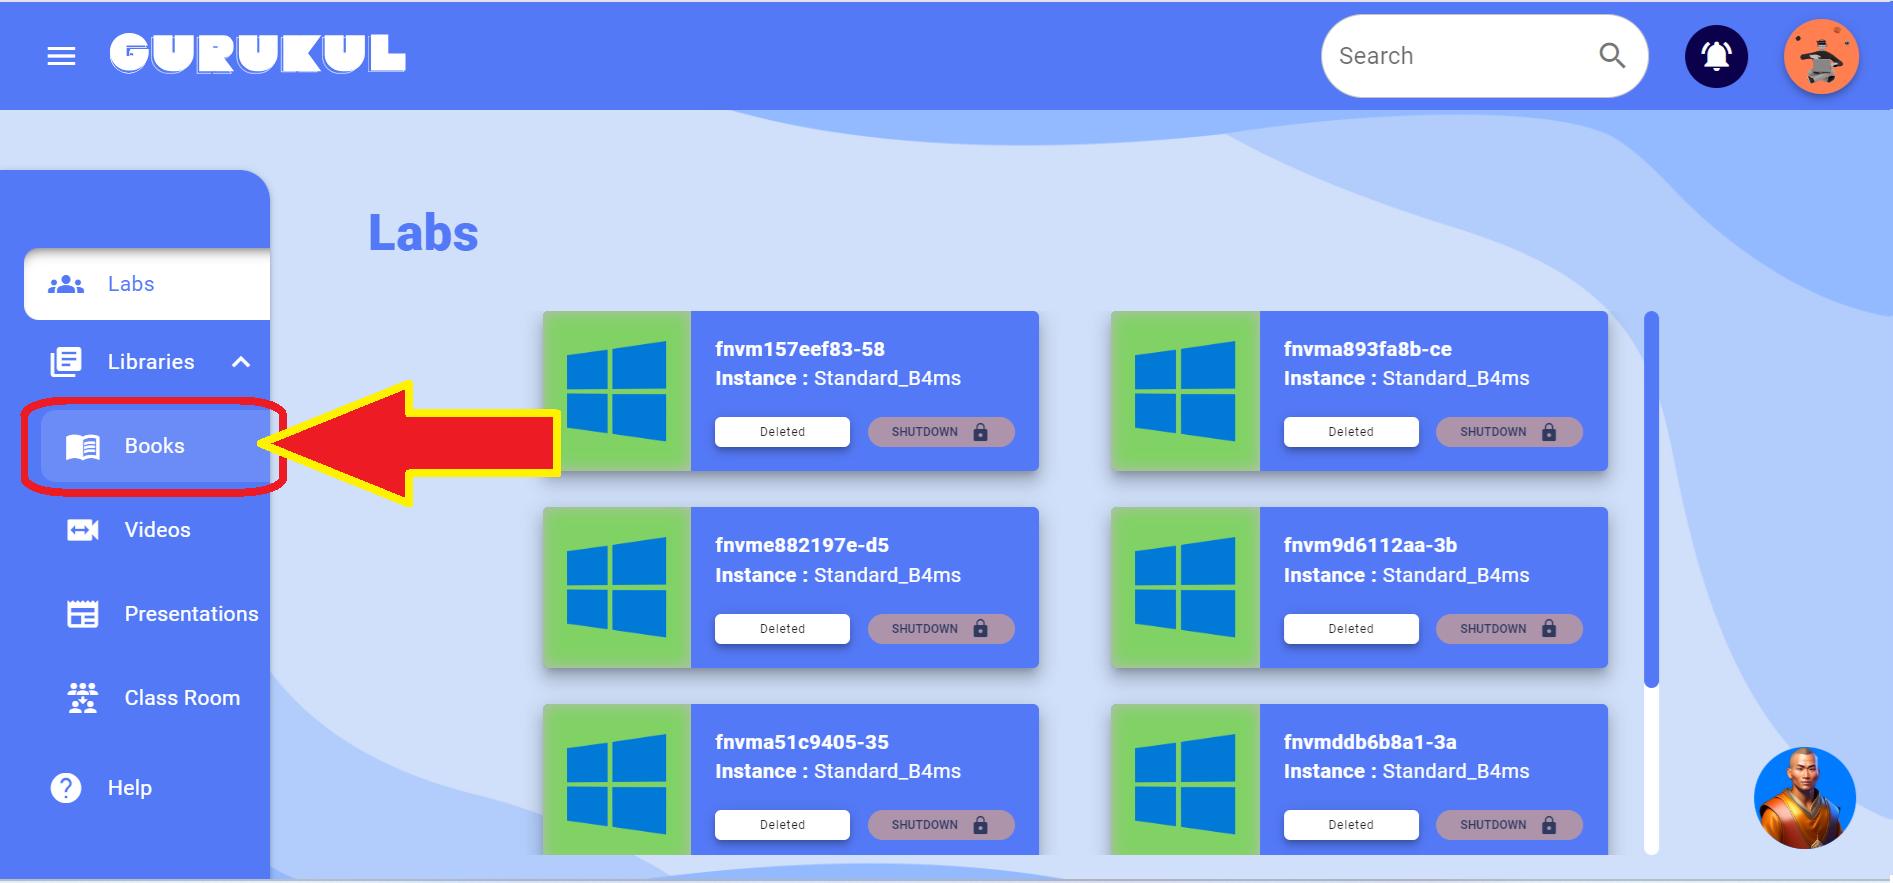 GURUKUL
Search
Labs
Labs
Libraries
Books
Videos
Presentations
Class Room
? Help
fnvm157eef83-58
Instance : Standard_B4ms
Deleted SHUTDOWN
fnvma893fa8b-ce
Instance : Standard_B4ms
Deleted SHUTDOWN
fnvme882197e-d5
Instance : Standard_B4ms
Deleted SHUTDOWN
fnvm9d6112aa-3b
Instance : Standard_B4ms
Deleted SHUTDOWN
fnvma51c9405-35
Instance : Standard_B4ms
Deleted SHUTDOWN
fnvmddb6b8a1-3a
Instance : Standard_B4ms
Deleted SHUTDOWN